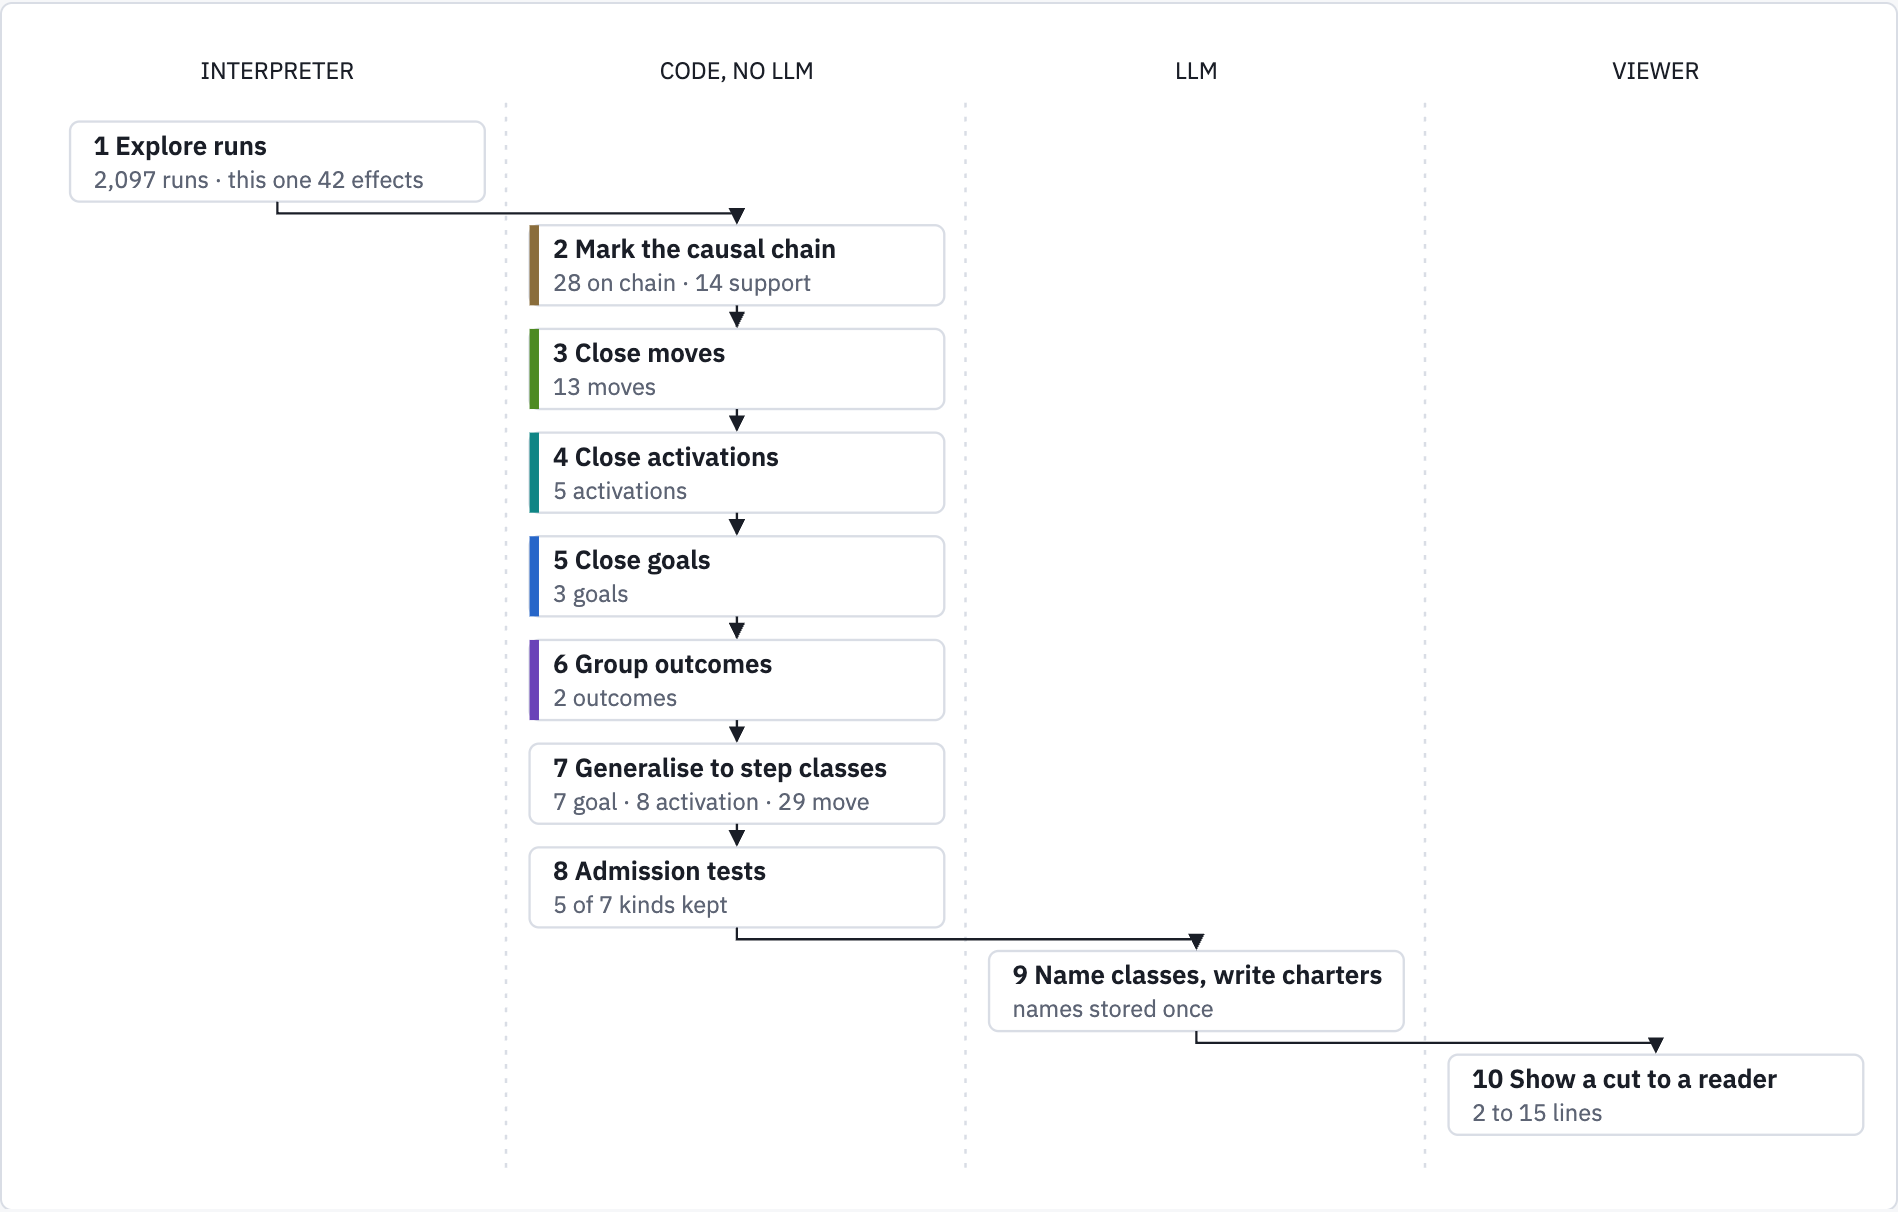 INTERPRETER
CODE, NO LLM
LLM
VIEWER
1 Explore runs
2,097 runs · this one 42 effects
2 Mark the causal chain
28 on chain · 14 support
3 Close moves
13 moves
4 Close activations
5 activations
5 Close goals
3 goals
6 Group outcomes
2 outcomes
7 Generalise to step classes
7 goal · 8 activation · 29 move
8 Admission tests
5 of 7 kinds kept
9 Name classes, write charters
names stored once
10 Show a cut to a reader
2 to 15 lines